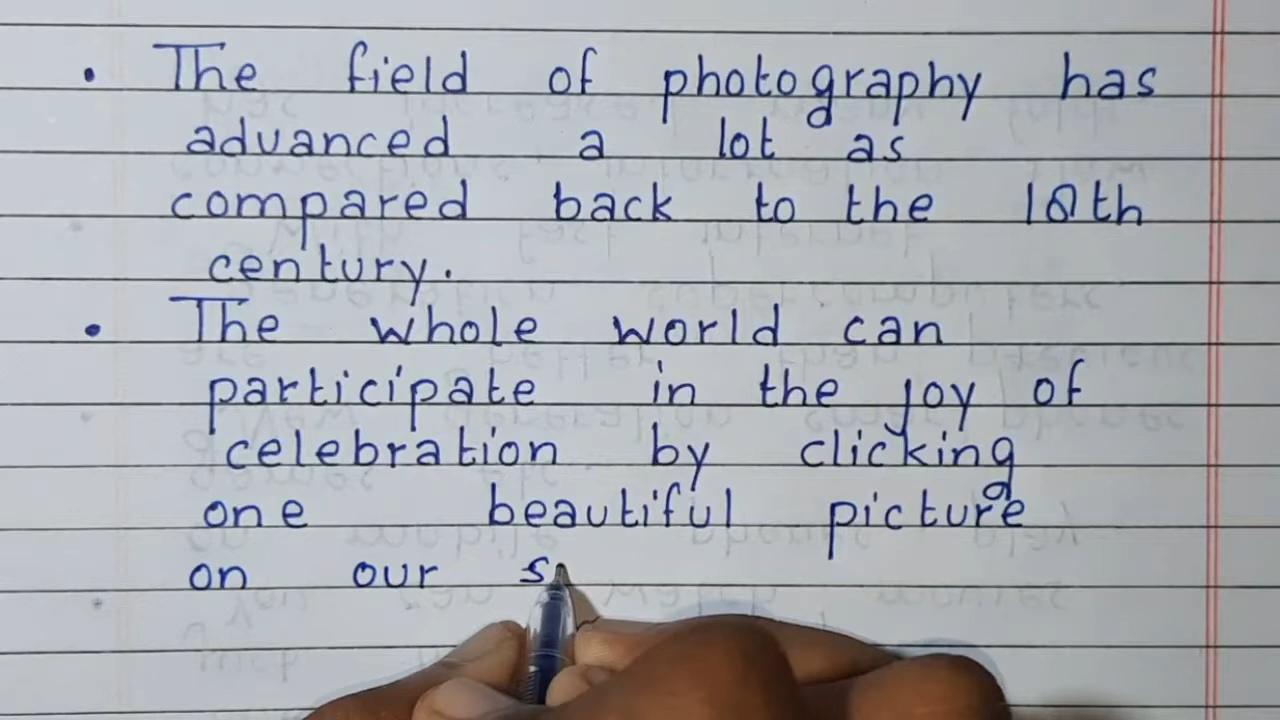 • The field of photography has
advanced a lot as
compared back to the 18th
century.
• The whole world can
participate in the joy of
celebration by clicking
one beautiful picture
on our s